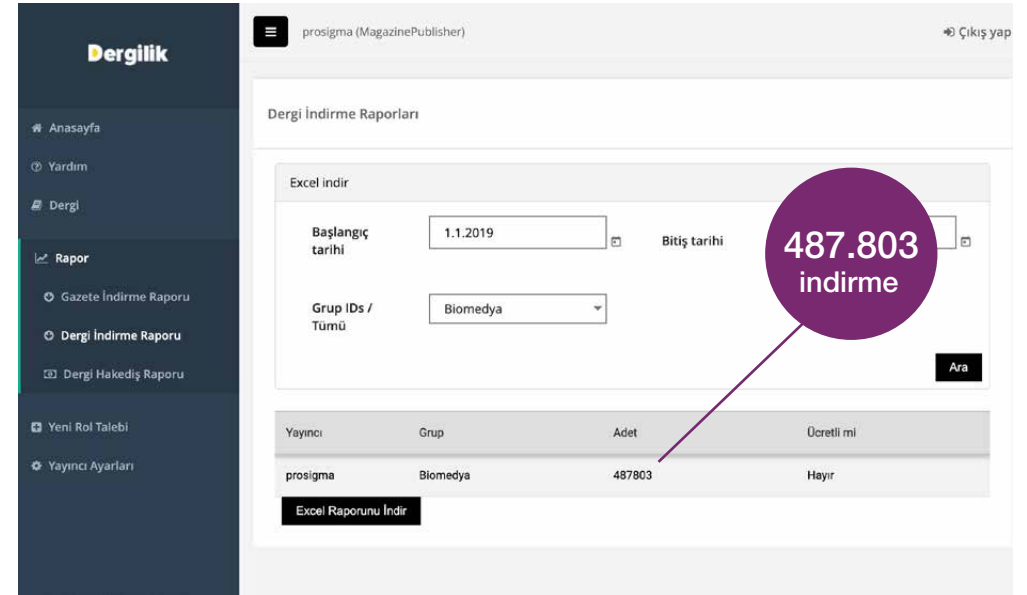 Dergilik
prosigma (MagazinePublisher)
Çıkış yap
Anasayfa
Yardım
Dergi
Rapor
Gazete İndirme Raporu
Dergi İndirme Raporu
Dergi Hakediş Raporu
Yeni Rol Talebi
Yayıncı Ayarları
Dergi İndirme Raporları
Excel indir
Başlangıç
tarihi
1.1.2019
Bitiş tarihi
487.803
indirme
Grup IDs /
Tümü
Biomedya
Ara
Yayıncı Grup Adet Ücretli mi
prosigma Biomedya 487803 Hayır
Excel Raporunu İndir